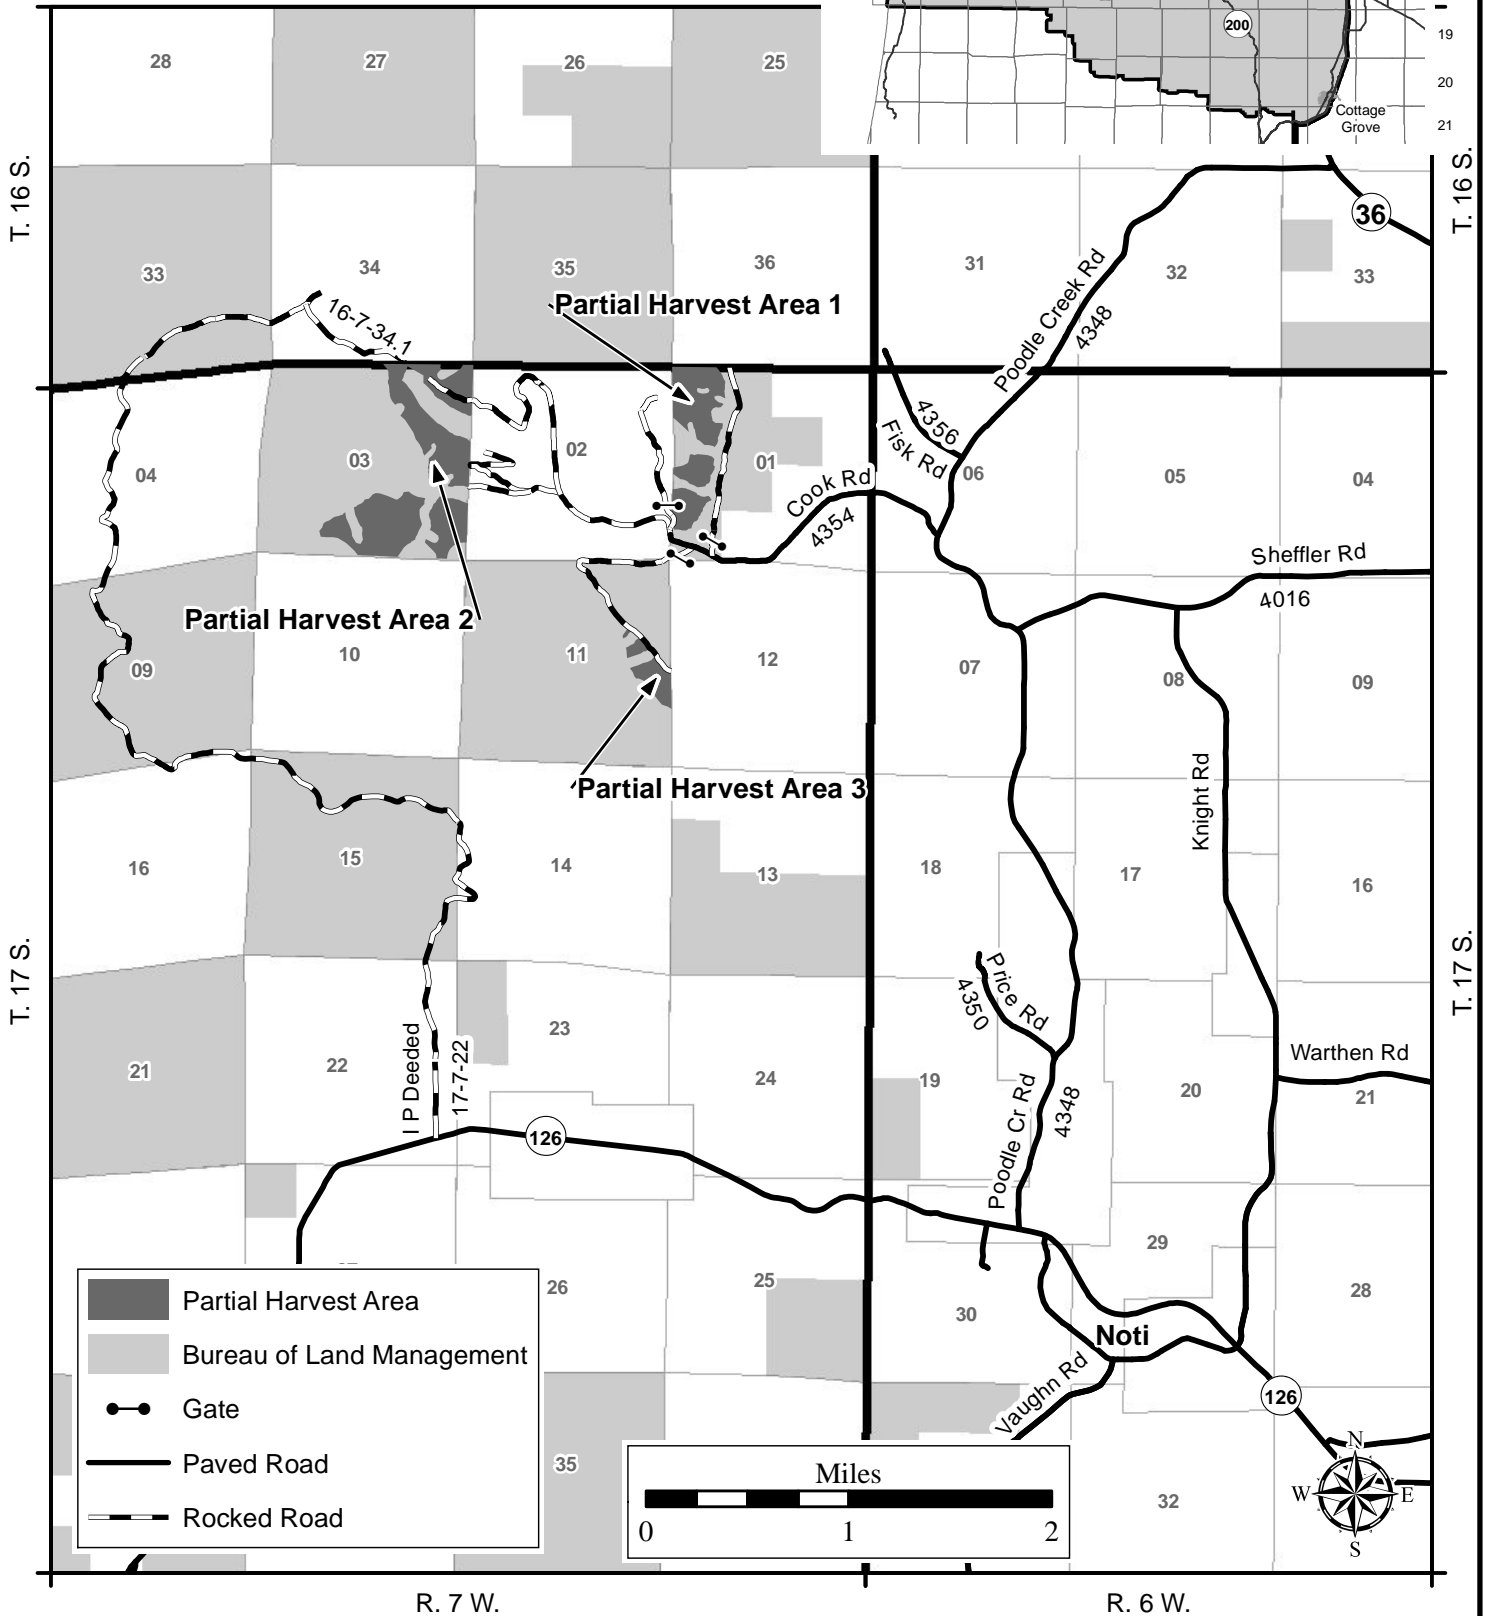 200
19
20
21
Cottage
Grove
28
27
26
25
T. 16 S.
T. 16 S.
36
33
34
35
36
31
32
33
16-7-34.1
Partial Harvest Area 1
Poodle Creek Rd
4348
4356
Fisk Rd
04
03
02
01
06
05
04
Cook Rd
4354
Sheffler Rd
4016
Partial Harvest Area 2
09
10
11
12
07
08
09
Knight Rd
Partial Harvest Area 3
16
15
14
13
18
17
16
T. 17 S.
T. 17 S.
Price Rd
4350
21
22
23
24
19
20
21
Warthen Rd
I P Deeded
17-7-22
126
Poodle Cr Rd
4348
26
25
30
29
28
Noti
Vaughn Rd
126
Partial Harvest Area
Bureau of Land Management
Gate
Paved Road
Rocked Road
35
32
Miles
0 1 2
N
W E
S
R. 7 W.
R. 6 W.